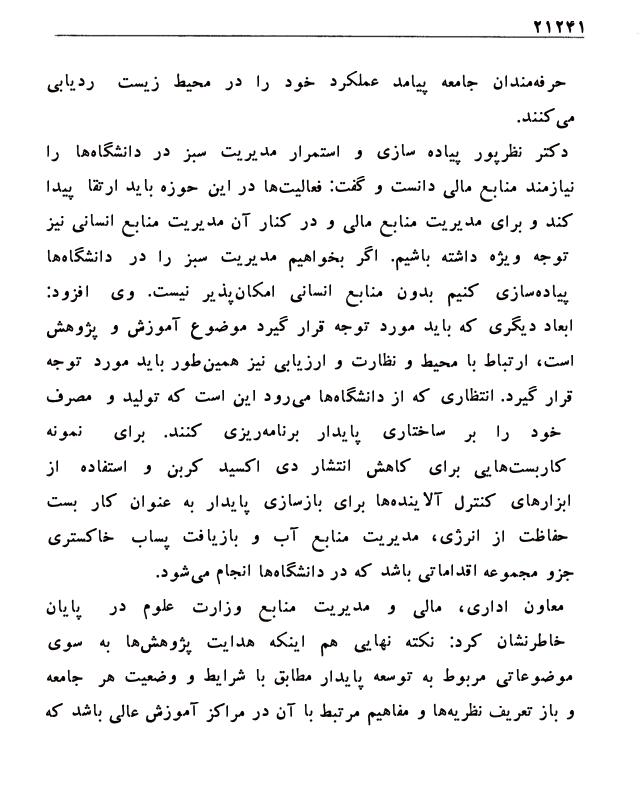 ۲۱۲۴۱
حرفه‌مندان جامعه پیامد عملکرد خود را در محیط زیست ردیابی
می‌کنند.
دکتر نظرپور پیاده سازی و استمرار مدیریت سبز در دانشگاه‌ها را
نیازمند منابع مالی دانست و گفت: فعالیت‌ها در این حوزه باید ارتقا پیدا
کند و برای مدیریت منابع مالی و در کنار آن مدیریت منابع انسانی نیز
توجه ویژه داشته باشیم. اگر بخواهیم مدیریت سبز را در دانشگاه‌ها
پیاده‌سازی کنیم بدون منابع انسانی امکان‌پذیر نیست. وی افزود:
ابعاد دیگری که باید مورد توجه قرار گیرد موضوع آموزش و پژوهش
است، ارتباط با محیط و نظارت و ارزیابی نیز همین‌طور باید مورد توجه
قرار گیرد. انتظاری که از دانشگاه‌ها می‌رود این است که تولید و مصرف
خود را بر ساختاری پایدار برنامه‌ریزی کنند. برای نمونه
کاربست‌هایی برای کاهش انتشار دی اکسید کربن و استفاده از
ابزارهای کنترل آلاینده‌ها برای بازسازی پایدار به عنوان کار بست
حفاظت از انرژی، مدیریت منابع آب و بازیافت پساب خاکستری
جزو مجموعه اقداماتی باشد که در دانشگاه‌ها انجام می‌شود.
معاون اداری، مالی و مدیریت منابع وزارت علوم در پایان
خاطرنشان کرد: نکته نهایی هم اینکه هدایت پژوهش‌ها به سوی
موضوعاتی مربوط به توسعه پایدار مطابق با شرایط و وضعیت هر جامعه
و باز تعریف نظریه‌ها و مفاهیم مرتبط با آن در مراکز آموزش عالی باشد که